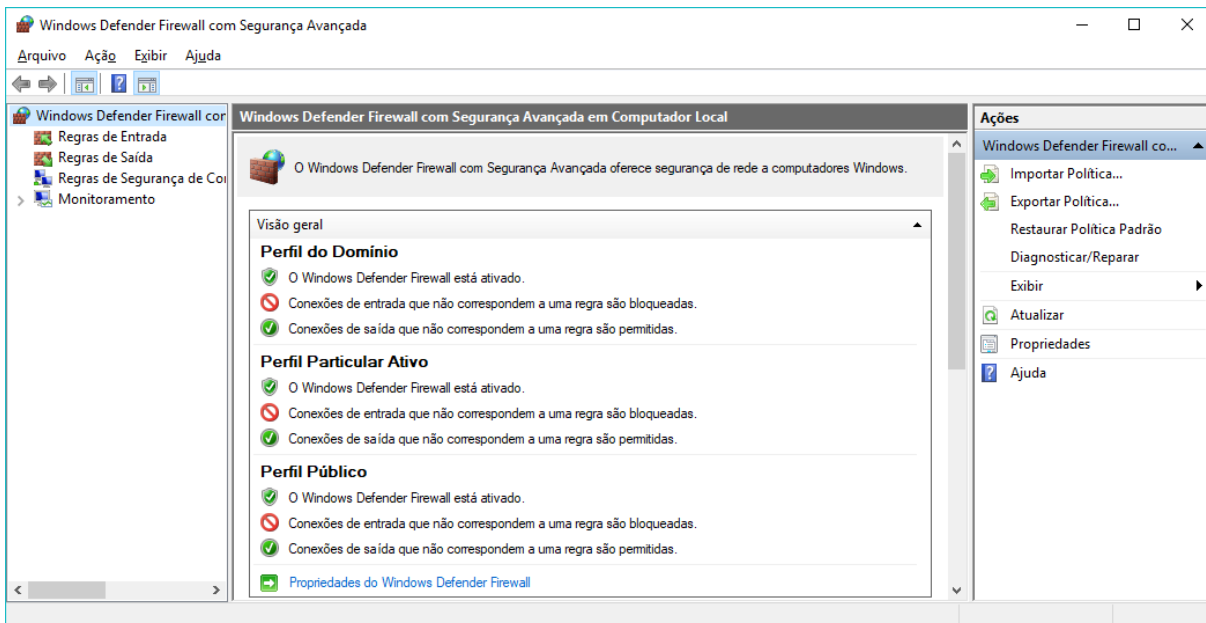 Windows Defender Firewall com Segurança Avançada
Arquivo Ação Exibir Ajuda
Windows Defender Firewall cor
Regras de Entrada
Regras de Saída
Regras de Segurança de Cor
Monitoramento
Windows Defender Firewall com Segurança Avançada em Computador Local
O Windows Defender Firewall com Segurança Avançada oferece segurança de rede a computadores Windows.
Visão geral
Perfil do Domínio
O Windows Defender Firewall está ativado.
Conexões de entrada que não correspondem a uma regra são bloqueadas.
Conexões de saída que não correspondem a uma regra são permitidas.
Perfil Particular Ativo
O Windows Defender Firewall está ativado.
Conexões de entrada que não correspondem a uma regra são bloqueadas.
Conexões de saída que não correspondem a uma regra são permitidas.
Perfil Público
O Windows Defender Firewall está ativado.
Conexões de entrada que não correspondem a uma regra são bloqueadas.
Conexões de saída que não correspondem a uma regra são permitidas.
Propriedades do Windows Defender Firewall
Ações
Windows Defender Firewall co...
Importar Política...
Exportar Política...
Restaurar Política Padrão
Diagnosticar/Reparar
Exibir
Atualizar
Propriedades
Ajuda